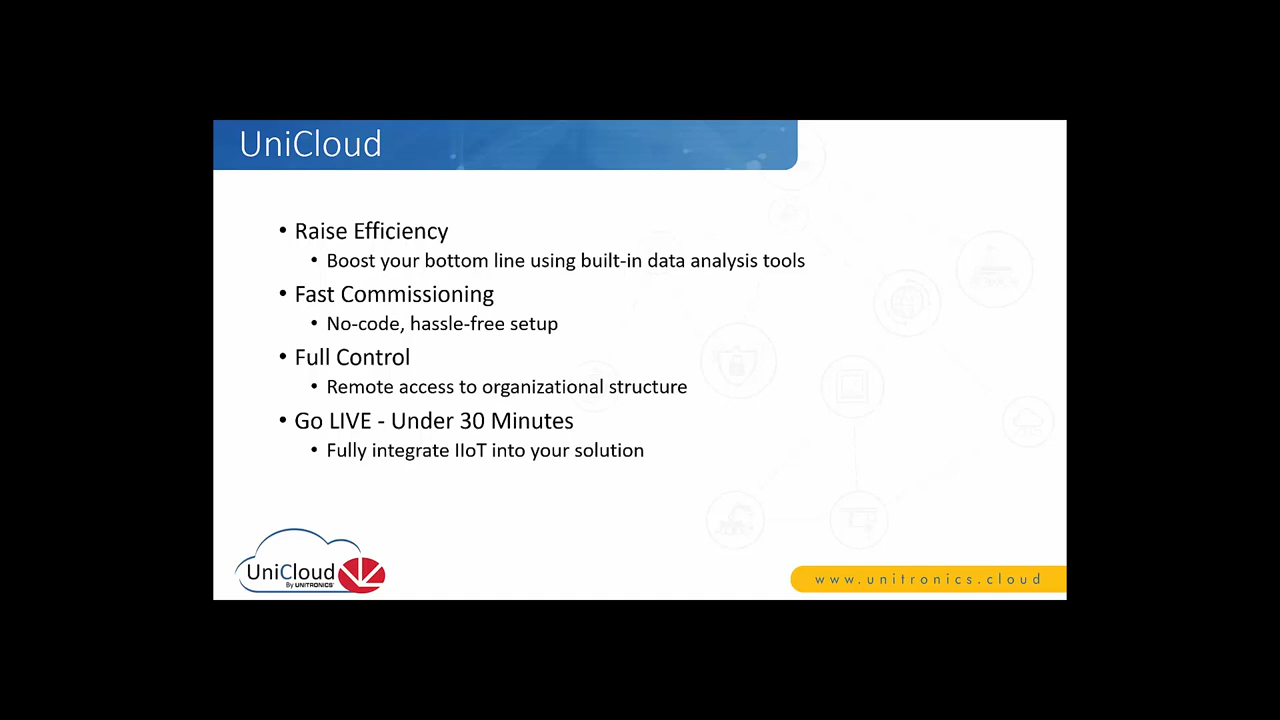 UniCloud
• Raise Efficiency
• Boost your bottom line using built-in data analysis tools
• Fast Commissioning
• No-code, hassle-free setup
• Full Control
• Remote access to organizational structure
• Go LIVE - Under 30 Minutes
• Fully integrate IIoT into your solution
UniCloud
By UNITRONICS
www.unitronics.cloud